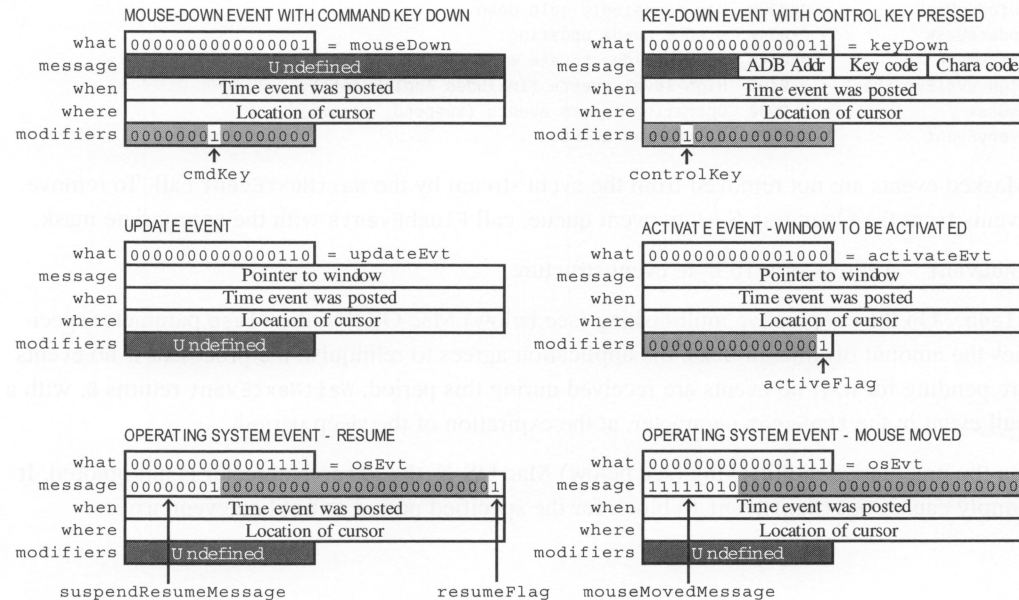 MOUSE-DOWN EVENT WITH COMMAND KEY DOWN
what 0000000000000001 = mouseDown
message Undefined
when Time event was posted
where Location of cursor
modifiers 0000000100000000
cmdKey
KEY-DOWN EVENT WITH CONTROL KEY PRESSED
what 0000000000000011 = keyDown
message ADB Addr Key code Chara code
when Time event was posted
where Location of cursor
modifiers 0001000000000000
controlKey
UPDATE EVENT
what 0000000000000110 = updateEvt
message Pointer to window
when Time event was posted
where Location of cursor
modifiers Undefined
ACTIVATE EVENT - WINDOW TO BE ACTIVATED
what 0000000000001000 = activateEvt
message Pointer to window
when Time event was posted
where Location of cursor
modifiers 0000000000000001
activeFlag
OPERATING SYSTEM EVENT - RESUME
what 0000000000001111 = osEvt
message 0000000100000000 0000000000000001
when Time event was posted
where Location of cursor
modifiers Undefined
suspendResumeMessage resumeFlag
OPERATING SYSTEM EVENT - MOUSE MOVED
what 0000000000001111 = osEvt
message 1111101000000000 0000000000000000
when Time event was posted
where Location of cursor
modifiers Undefined
mouseMovedMessage